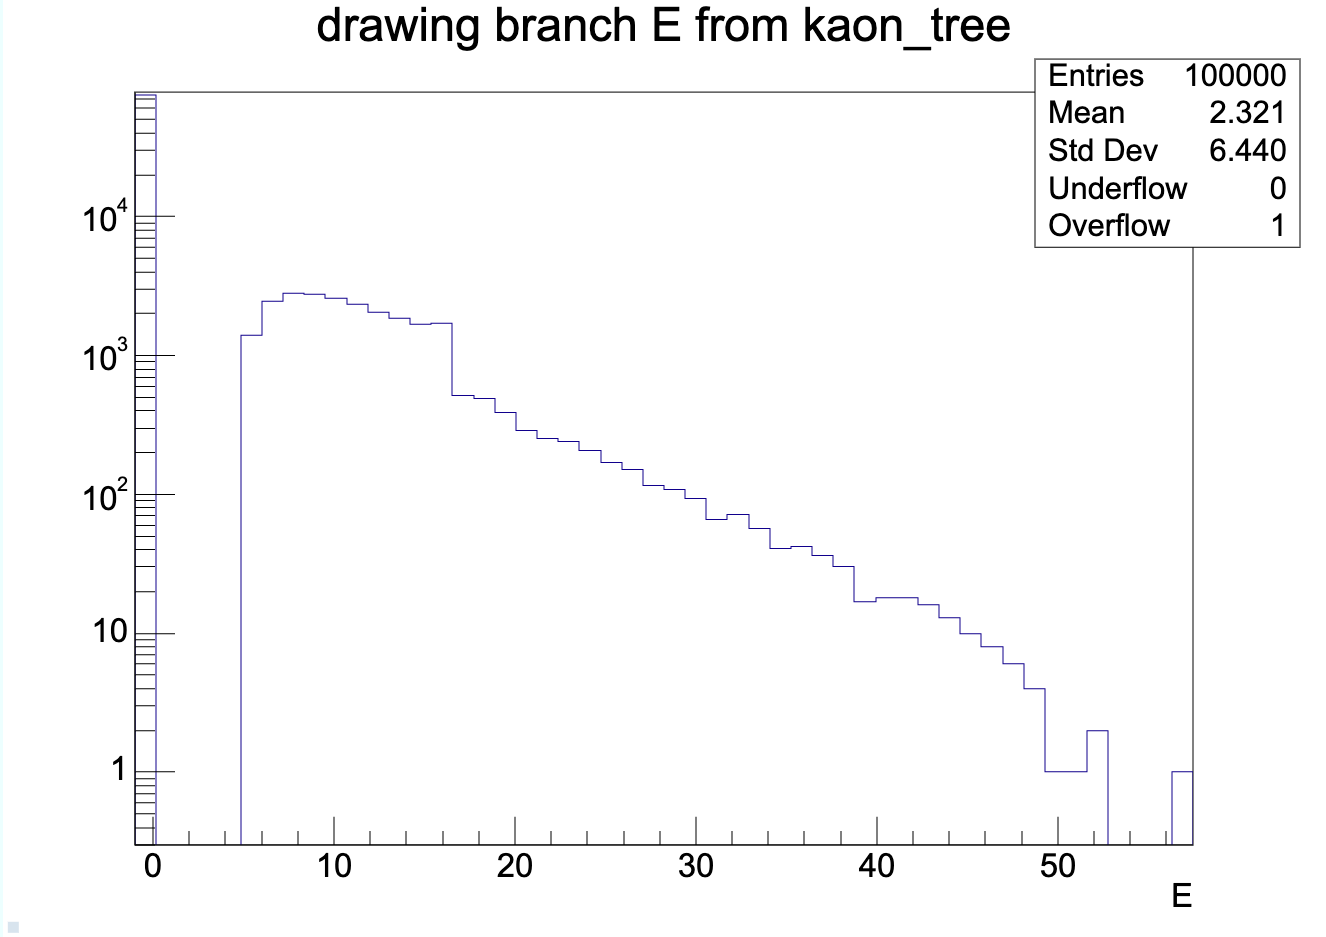 drawing branch E from kaon_tree
Entries 100000
Mean 2.321
Std Dev 6.440
Underflow 0
Overflow 1
10^4
10^3
10^2
10
1
0 10 20 30 40 50
E